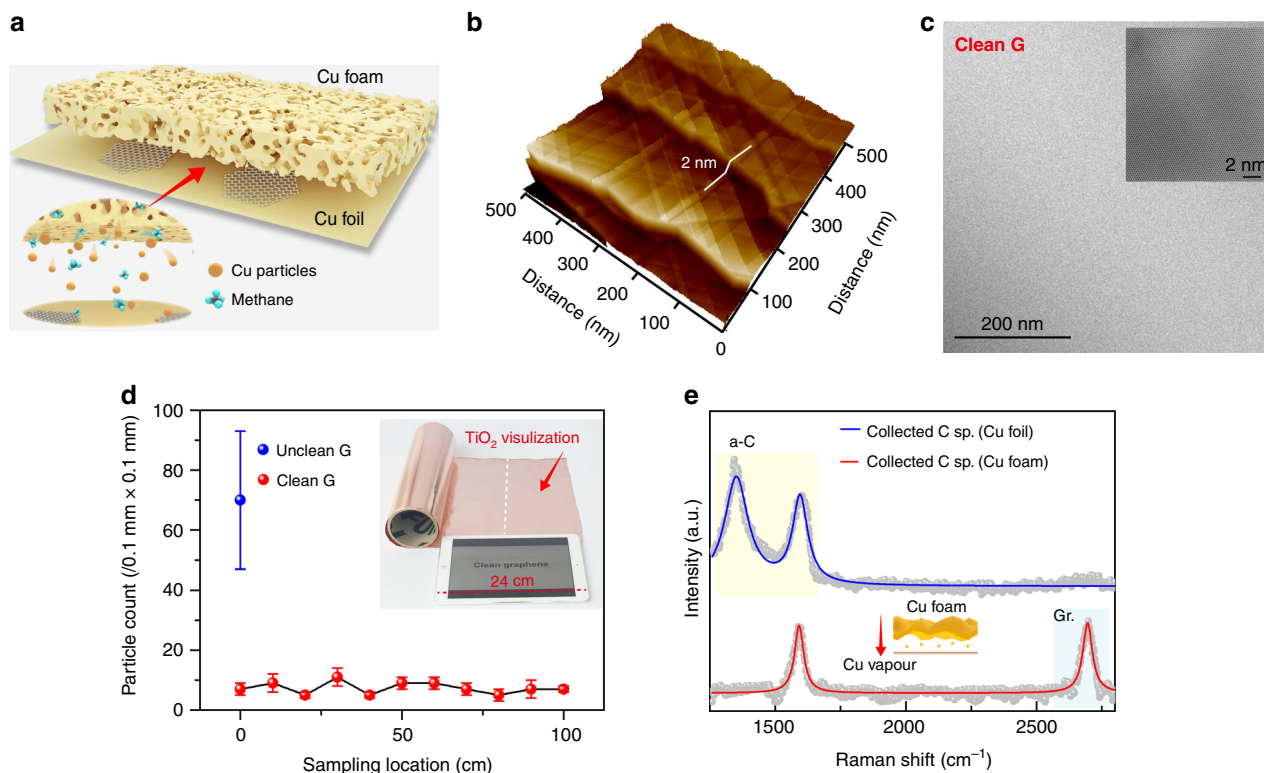 a
Cu foam
Cu foil
Cu particles
Methane
b
2 nm
500
400
300
200
100
0
100
200
300
400
500
Distance (nm)
Distance (nm)
c
Clean G
2 nm
200 nm
d
100
80
60
40
20
0
Particle count (/0.1 mm × 0.1 mm)
Unclean G
Clean G
TiO₂ visulization
Clean graphene
24 cm
0
50
100
Sampling location (cm)
e
a-C
Collected C sp. (Cu foil)
Collected C sp. (Cu foam)
Cu foam
Cu vapour
Gr.
Intensity (a.u.)
1500
2000
2500
Raman shift (cm⁻¹)